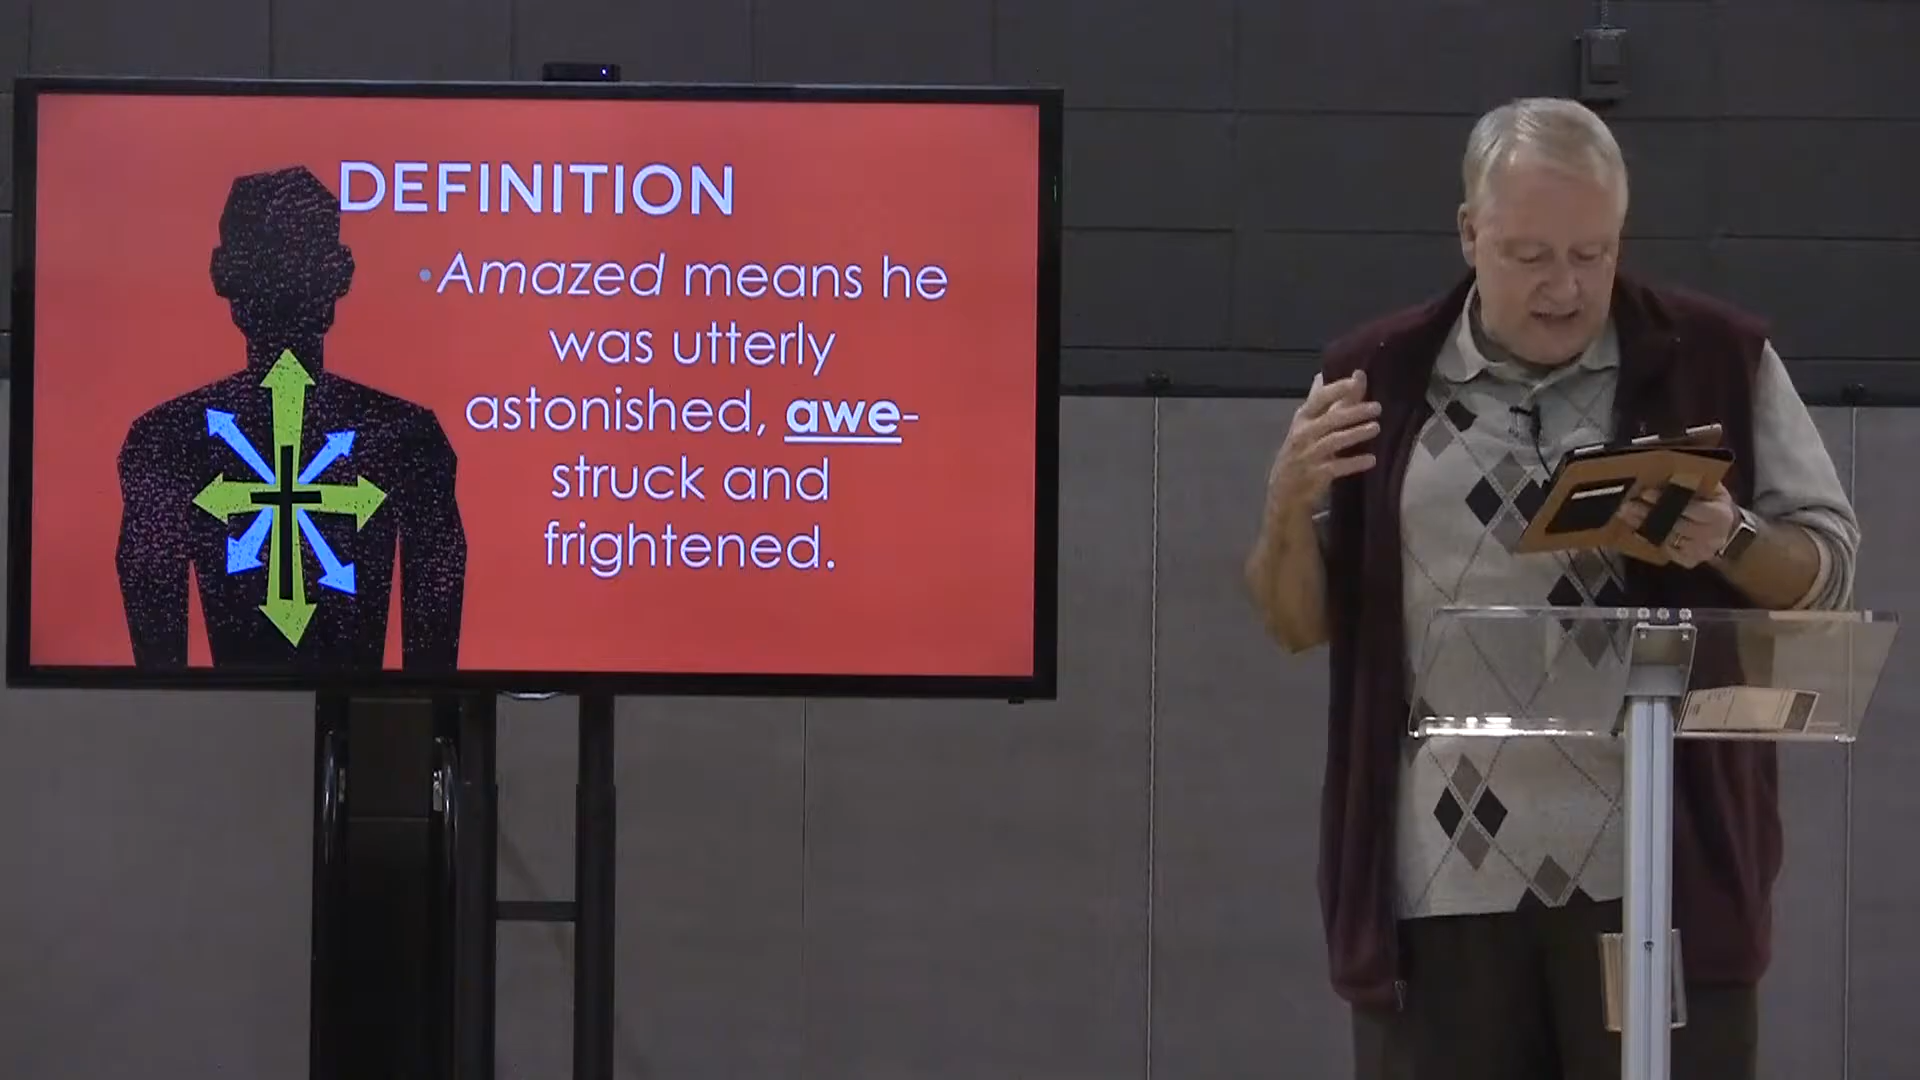 DEFINITION
•Amazed means he
was utterly
astonished, awe-
struck and
frightened.